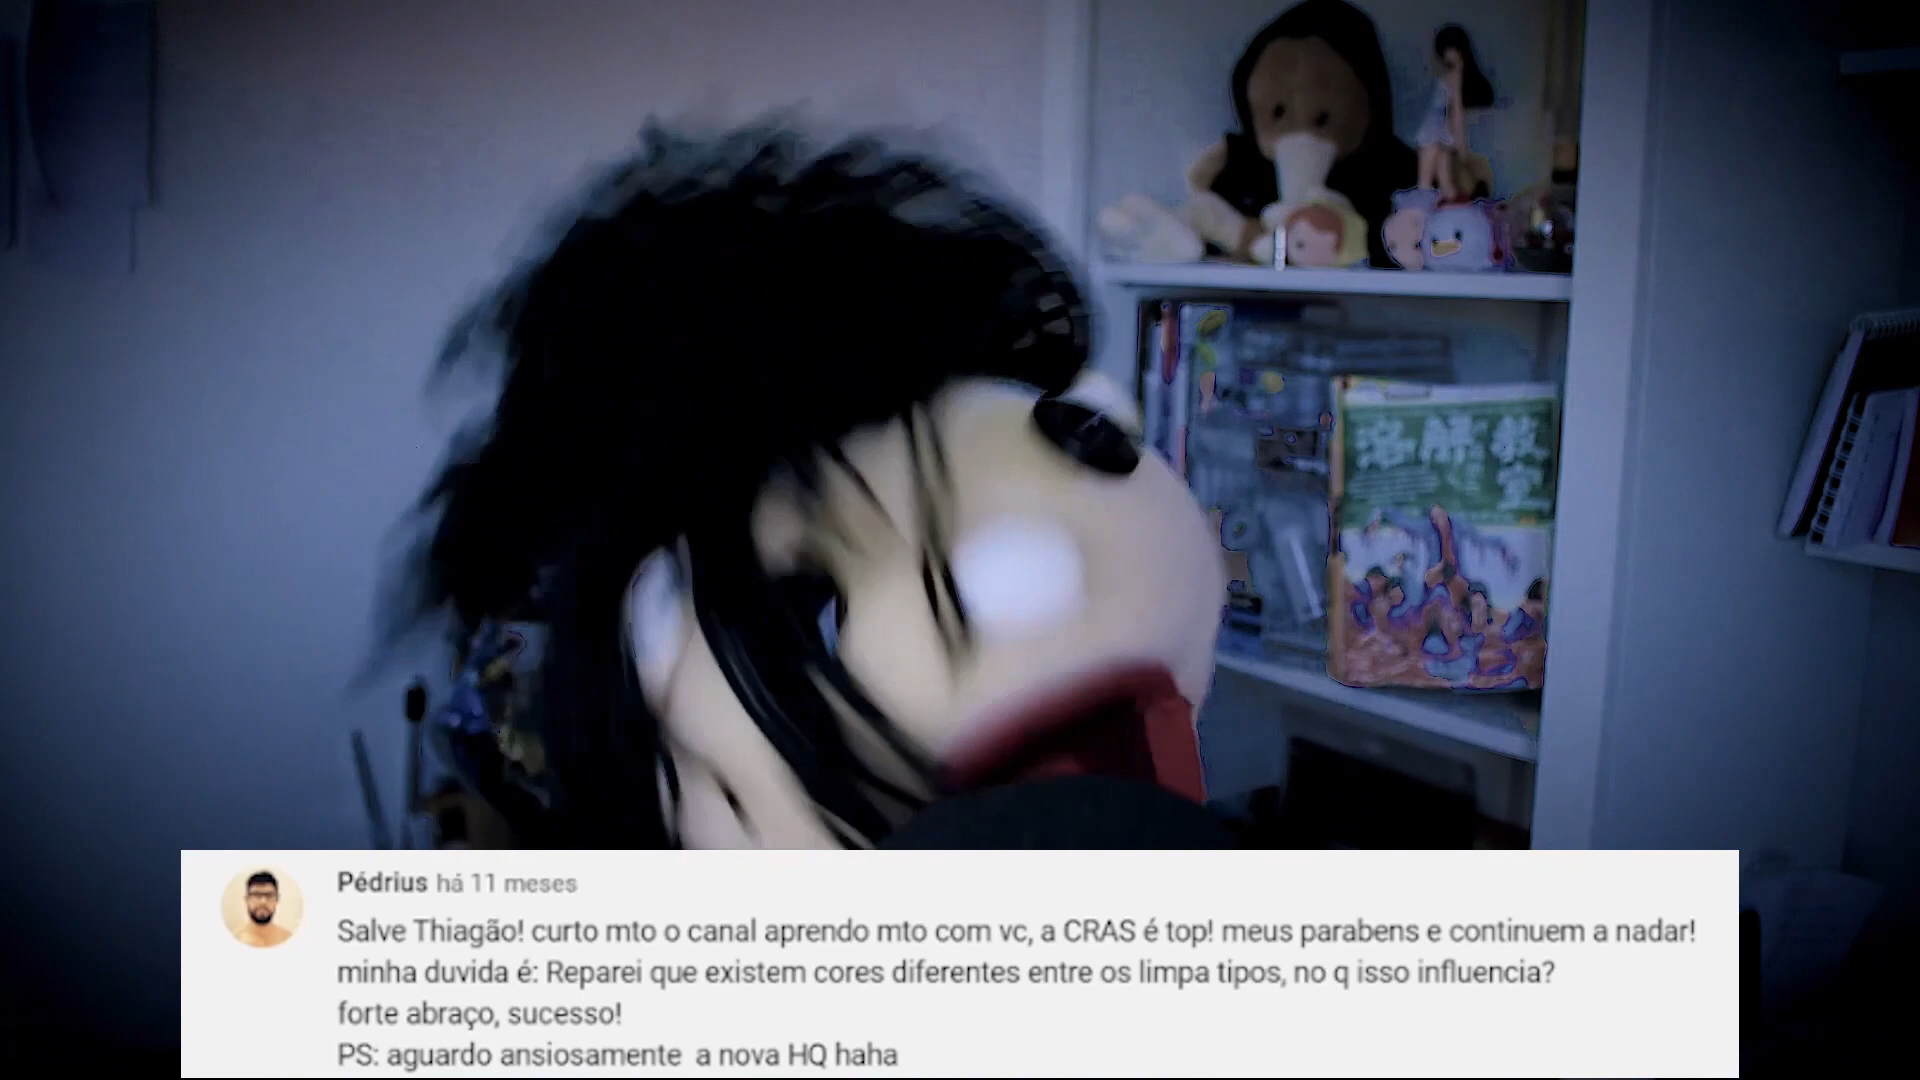 溶解教室
Pédrius há 11 meses
Salve Thiagão! curto mto o canal aprendo mto com vc, a CRAS é top! meus parabens e continuem a nadar!
minha duvida é: Reparei que existem cores diferentes entre os limpa tipos, no q isso influencia?
forte abraço, sucesso!
PS: aguardo ansiosamente a nova HQ haha